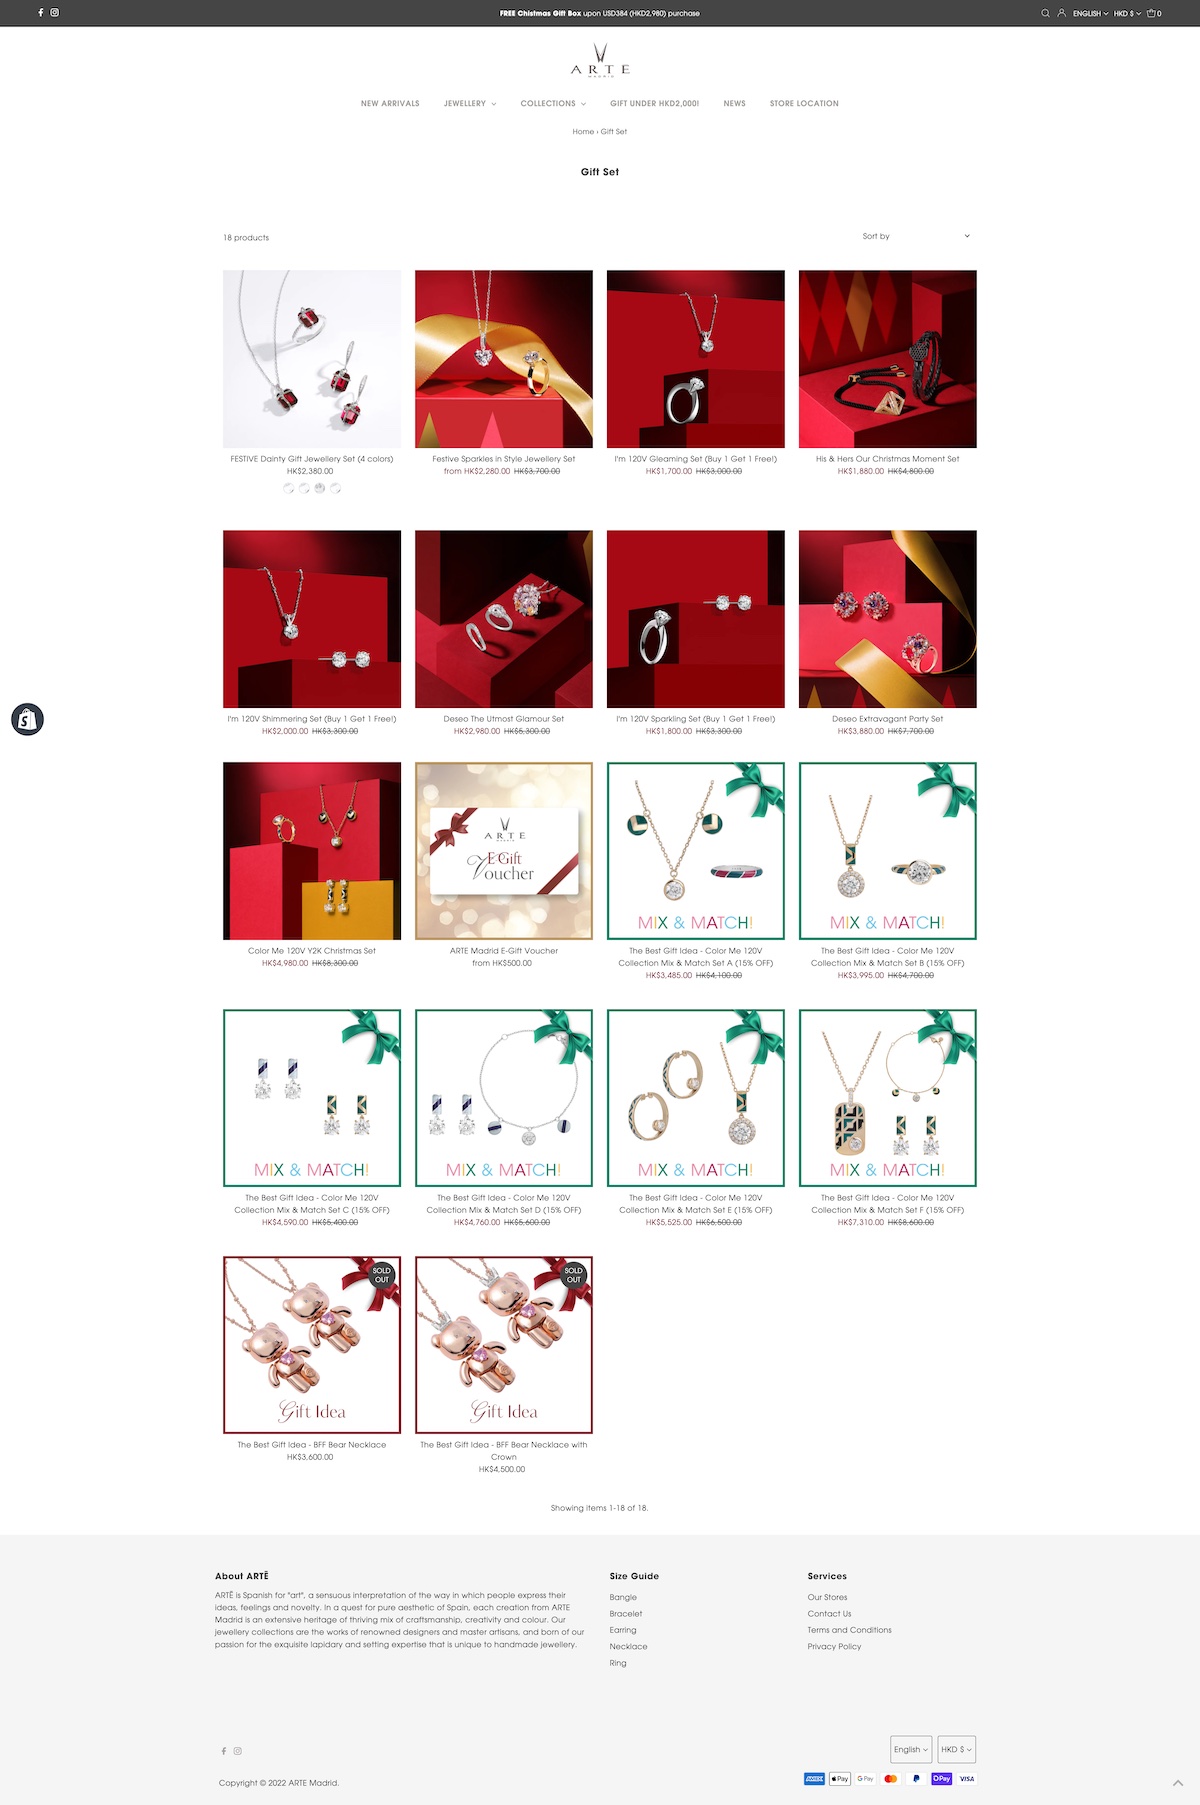 FREE Chistmas Gift Box upon USD384 (HKD2,980) purchase
ENGLISH HKD $ 0
ARTE
MADRID
NEW ARRIVALS JEWELLERY COLLECTIONS GIFT UNDER HKD2,000! NEWS STORE LOCATION
Home › Gift Set
Gift Set
18 products
Sort by
FESTIVE Dainty Gift Jewellery Set (4 colors)
HK$2,380.00
Festive Sparkles in Style Jewellery Set
from HK$2,280.00 HK$3,700.00
I'm 120V Gleaming Set (Buy 1 Get 1 Free!)
HK$1,700.00 HK$3,000.00
His & Hers Our Christmas Moment Set
HK$1,880.00 HK$4,800.00
I'm 120V Shimmering Set (Buy 1 Get 1 Free!)
HK$2,000.00 HK$3,300.00
Deseo The Utmost Glamour Set
HK$2,980.00 HK$5,300.00
I'm 120V Sparkling Set (Buy 1 Get 1 Free!)
HK$1,800.00 HK$3,300.00
Deseo Extravagant Party Set
HK$3,880.00 HK$7,700.00
Color Me 120V Y2K Christmas Set
HK$4,980.00 HK$8,300.00
ARTE
E-Gift
Voucher
ARTE Madrid E-Gift Voucher
from HK$500.00
MIX & MATCH!
The Best Gift Idea - Color Me 120V
Collection Mix & Match Set A (15% OFF)
HK$3,485.00 HK$4,100.00
MIX & MATCH!
The Best Gift Idea - Color Me 120V
Collection Mix & Match Set B (15% OFF)
HK$3,995.00 HK$4,700.00
MIX & MATCH!
The Best Gift Idea - Color Me 120V
Collection Mix & Match Set C (15% OFF)
HK$4,590.00 HK$5,400.00
MIX & MATCH!
The Best Gift Idea - Color Me 120V
Collection Mix & Match Set D (15% OFF)
HK$4,760.00 HK$5,600.00
MIX & MATCH!
The Best Gift Idea - Color Me 120V
Collection Mix & Match Set E (15% OFF)
HK$5,525.00 HK$6,500.00
MIX & MATCH!
The Best Gift Idea - Color Me 120V
Collection Mix & Match Set F (15% OFF)
HK$7,310.00 HK$8,600.00
SOLD
OUT
Gift Idea
The Best Gift Idea - BFF Bear Necklace
HK$3,600.00
SOLD
OUT
Gift Idea
The Best Gift Idea - BFF Bear Necklace with
Crown
HK$4,500.00
Showing items 1-18 of 18.
About ARTĒ
ARTĒ is Spanish for "art", a sensuous interpretation of the way in which people express their
ideas, feelings and novelty. In a quest for pure aesthetic of Spain, each creation from ARTE
Madrid is an extensive heritage of thriving mix of craftsmanship, creativity and colour. Our
jewellery collections are the works of renowned designers and master artisans, and born of our
passion for the exquisite lapidary and setting expertise that is unique to handmade jewellery.
Size Guide
Bangle
Bracelet
Earring
Necklace
Ring
Services
Our Stores
Contact Us
Terms and Conditions
Privacy Policy
English HKD $
Copyright © 2022 ARTE Madrid.
AMEX Pay G Pay Pay VISA